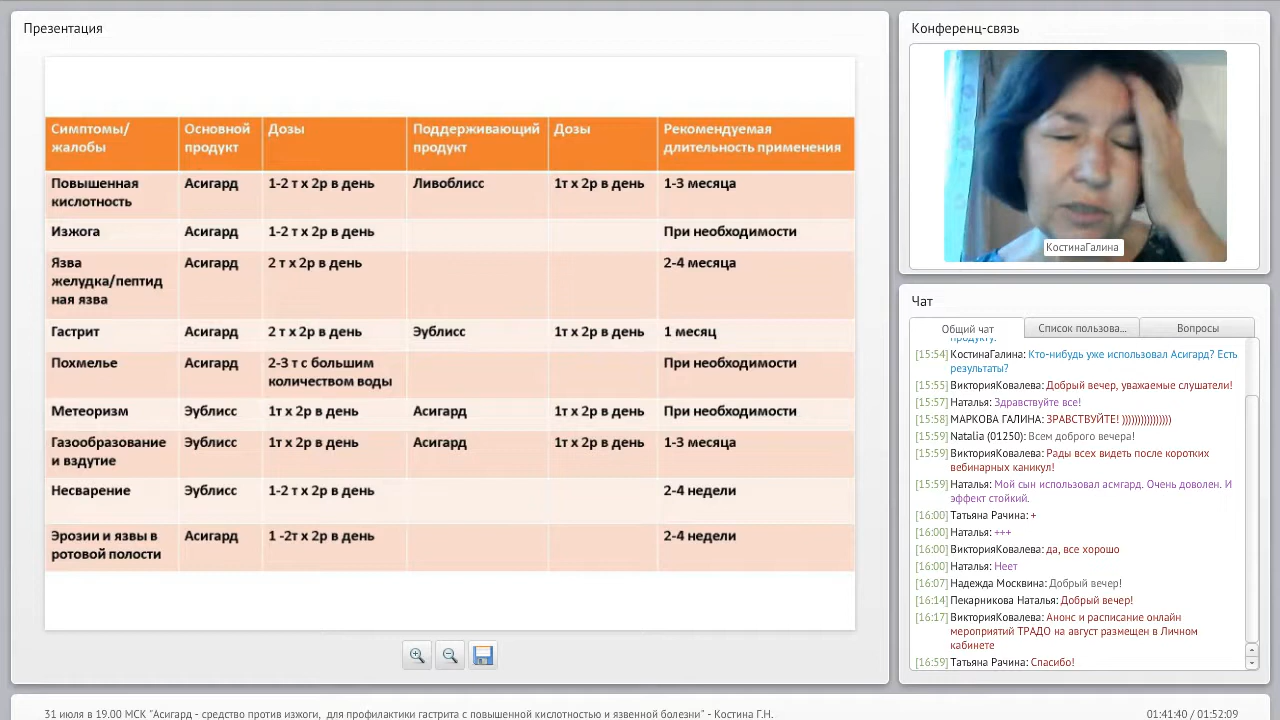 Презентация
Симптомы/
жалобы
Основной
продукт
Дозы
Поддерживающий
продукт
Дозы
Рекомендуемая
длительность применения
Повышенная
кислотность
Асигард
1-2 т х 2р в день
Ливоблисс
1т х 2р в день
1-3 месяца
Изжога
Асигард
1-2 т х 2р в день
При необходимости
Язва
желудка/пептид
ная язва
Асигард
2 т х 2р в день
2-4 месяца
Гастрит
Асигард
2 т х 2р в день
Эублисс
1т х 2р в день
1 месяц
Похмелье
Асигард
2-3 т с большим
количеством воды
При необходимости
Метеоризм
Эублисс
1т х 2р в день
Асигард
1т х 2р в день
При необходимости
Газообразование
и вздутие
Эублисс
1т х 2р в день
Асигард
1т х 2р в день
1-3 месяца
Несварение
Эублисс
1-2 т х 2р в день
2-4 недели
Эрозии и язвы в
ротовой полости
Асигард
1 -2т х 2р в день
2-4 недели
Конференц-связь
КостинаГалина
Чат
Общий чат
Список пользова...
Вопросы
продукту.
[15:54] КостинаГалина: Кто-нибудь уже использовал Асигард? Есть
результаты?
[15:55] ВикторияКовалева: Добрый вечер, уважаемые слушатели!
[15:57] Наталья: Здравствуйте все!
[15:58] МАРКОВА ГАЛИНА: ЗРАВСТВУЙТЕ! ))))))))))))))))
[15:59] Natalia (01250): Всем доброго вечера!
[15:59] ВикторияКовалева: Рады всех видеть после коротких
вебинарных каникул!
[15:59] Наталья: Мой сын использовал асмгард. Очень доволен. И
эффект стойкий.
[16:00] Татьяна Рачина: +
[16:00] Наталья: +++
[16:00] ВикторияКовалева: да, все хорошо
[16:00] Наталья: Неет
[16:07] Надежда Москвина: Добрый вечер!
[16:14] Пекарникова Наталья: Добрый вечер!
[16:17] ВикторияКовалева: Анонс и расписание онлайн
мероприятий ТРАДО на август размещен в Личном
кабинете
[16:59] Татьяна Рачина: Спасибо!
31 июля в 19.00 МСК "Асигард - средство против изжоги, для профилактики гастрита с повышенной кислотностью и язвенной болезни" - Костина Г.Н.
01:41:40 / 01:52:09